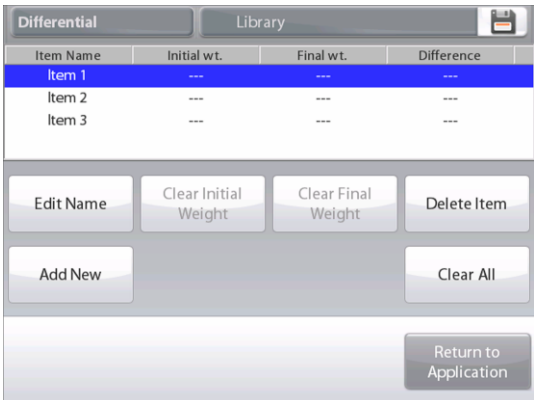 Differential
Library
Item Name Initial wt. Final wt. Difference
Item 1 --- --- ---
Item 2 --- --- ---
Item 3 --- --- ---
Edit Name
Clear Initial
Weight
Clear Final
Weight
Delete Item
Add New
Clear All
Return to
Application